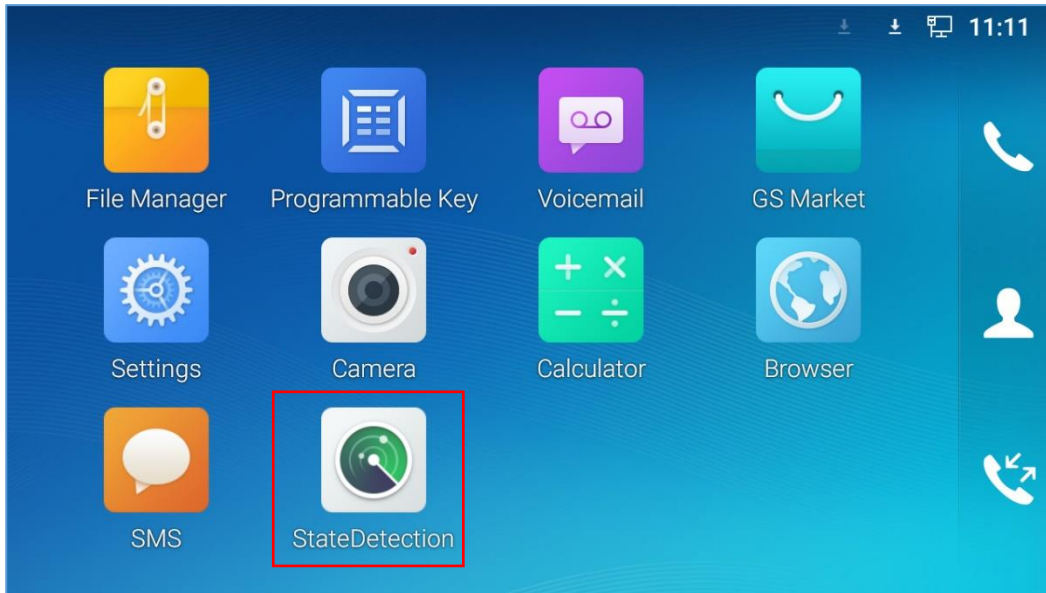 11:11
File Manager
Programmable Key
Voicemail
GS Market
Settings
Camera
Calculator
Browser
SMS
StateDetection